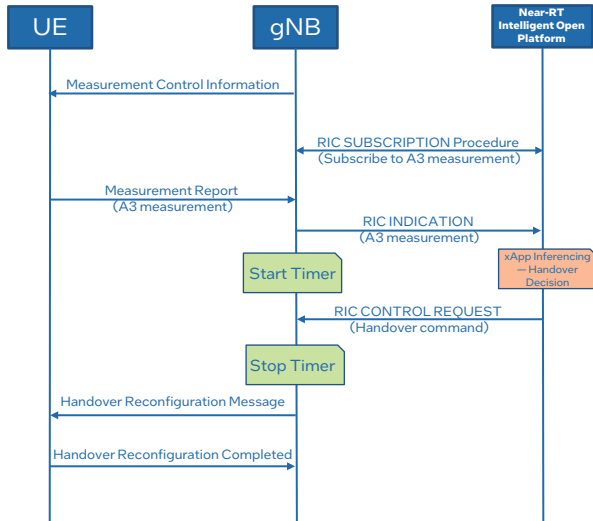 UE
gNB
Near-RT
Intelligent Open
Platform
Measurement Control Information
RIC SUBSCRIPTION Procedure
(Subscribe to A3 measurement)
Measurement Report
(A3 measurement)
RIC INDICATION
(A3 measurement)
Start Timer
xApp Inferencing
— Handover
Decision
RIC CONTROL REQUEST
(Handover command)
Stop Timer
Handover Reconfiguration Message
Handover Reconfiguration Completed